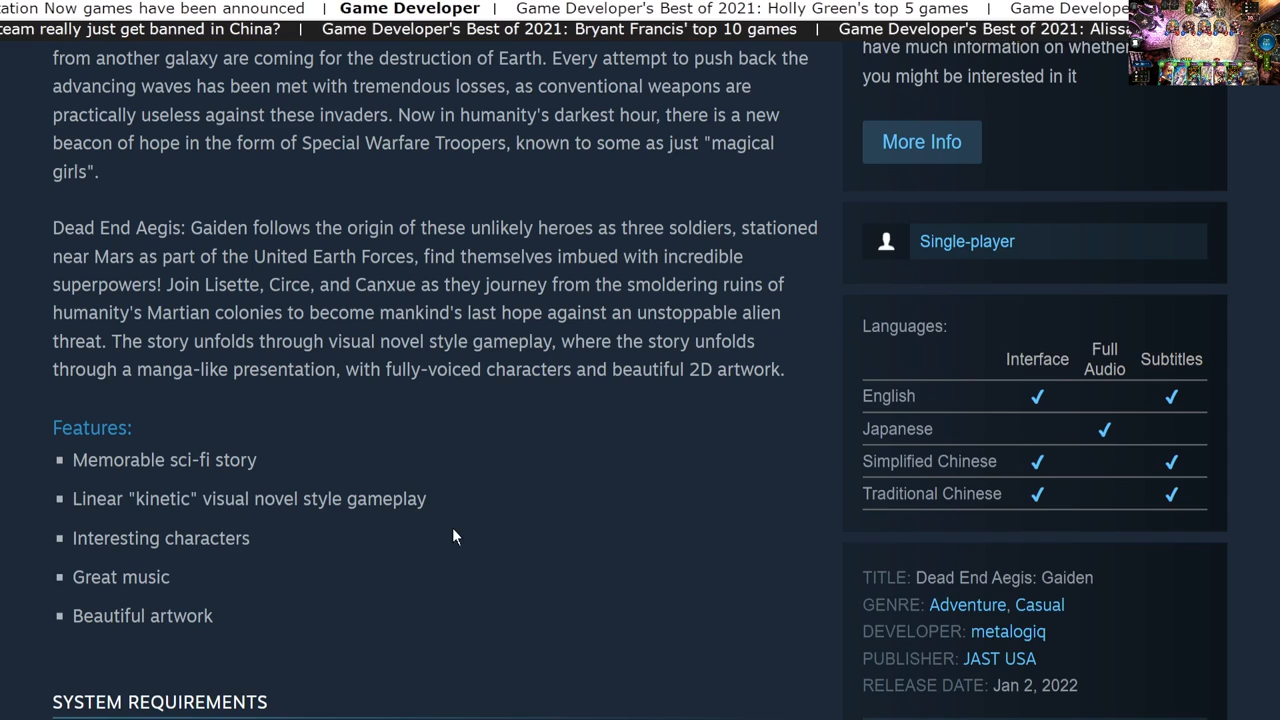 tation Now games have been announced | Game Developer | Game Developer's Best of 2021: Holly Green's top 5 games | Game Develope
team really just get banned in China? | Game Developer's Best of 2021: Bryant Francis' top 10 games | Game Developer's Best of 2021: Aliss
from another galaxy are coming for the destruction of Earth. Every attempt to push back the
advancing waves has been met with tremendous losses, as conventional weapons are
practically useless against these invaders. Now in humanity's darkest hour, there is a new
beacon of hope in the form of Special Warfare Troopers, known to some as just "magical
girls".
Dead End Aegis: Gaiden follows the origin of these unlikely heroes as three soldiers, stationed
near Mars as part of the United Earth Forces, find themselves imbued with incredible
superpowers! Join Lisette, Circe, and Canxue as they journey from the smoldering ruins of
humanity's Martian colonies to become mankind's last hope against an unstoppable alien
threat. The story unfolds through visual novel style gameplay, where the story unfolds
through a manga-like presentation, with fully-voiced characters and beautiful 2D artwork.
Features:
▪ Memorable sci-fi story
▪ Linear "kinetic" visual novel style gameplay
▪ Interesting characters
▪ Great music
▪ Beautiful artwork
SYSTEM REQUIREMENTS
have much information on whether
you might be interested in it
More Info
Single-player
Languages:
Interface Full Audio Subtitles
English ✔ ✔
Japanese ✔
Simplified Chinese ✔ ✔
Traditional Chinese ✔ ✔
TITLE: Dead End Aegis: Gaiden
GENRE: Adventure, Casual
DEVELOPER: metalogiq
PUBLISHER: JAST USA
RELEASE DATE: Jan 2, 2022